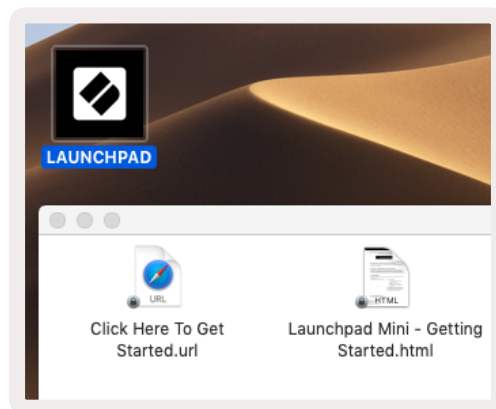 LAUNCHPAD
URL
HTML
Click Here To Get
Started.url
Launchpad Mini - Getting
Started.html